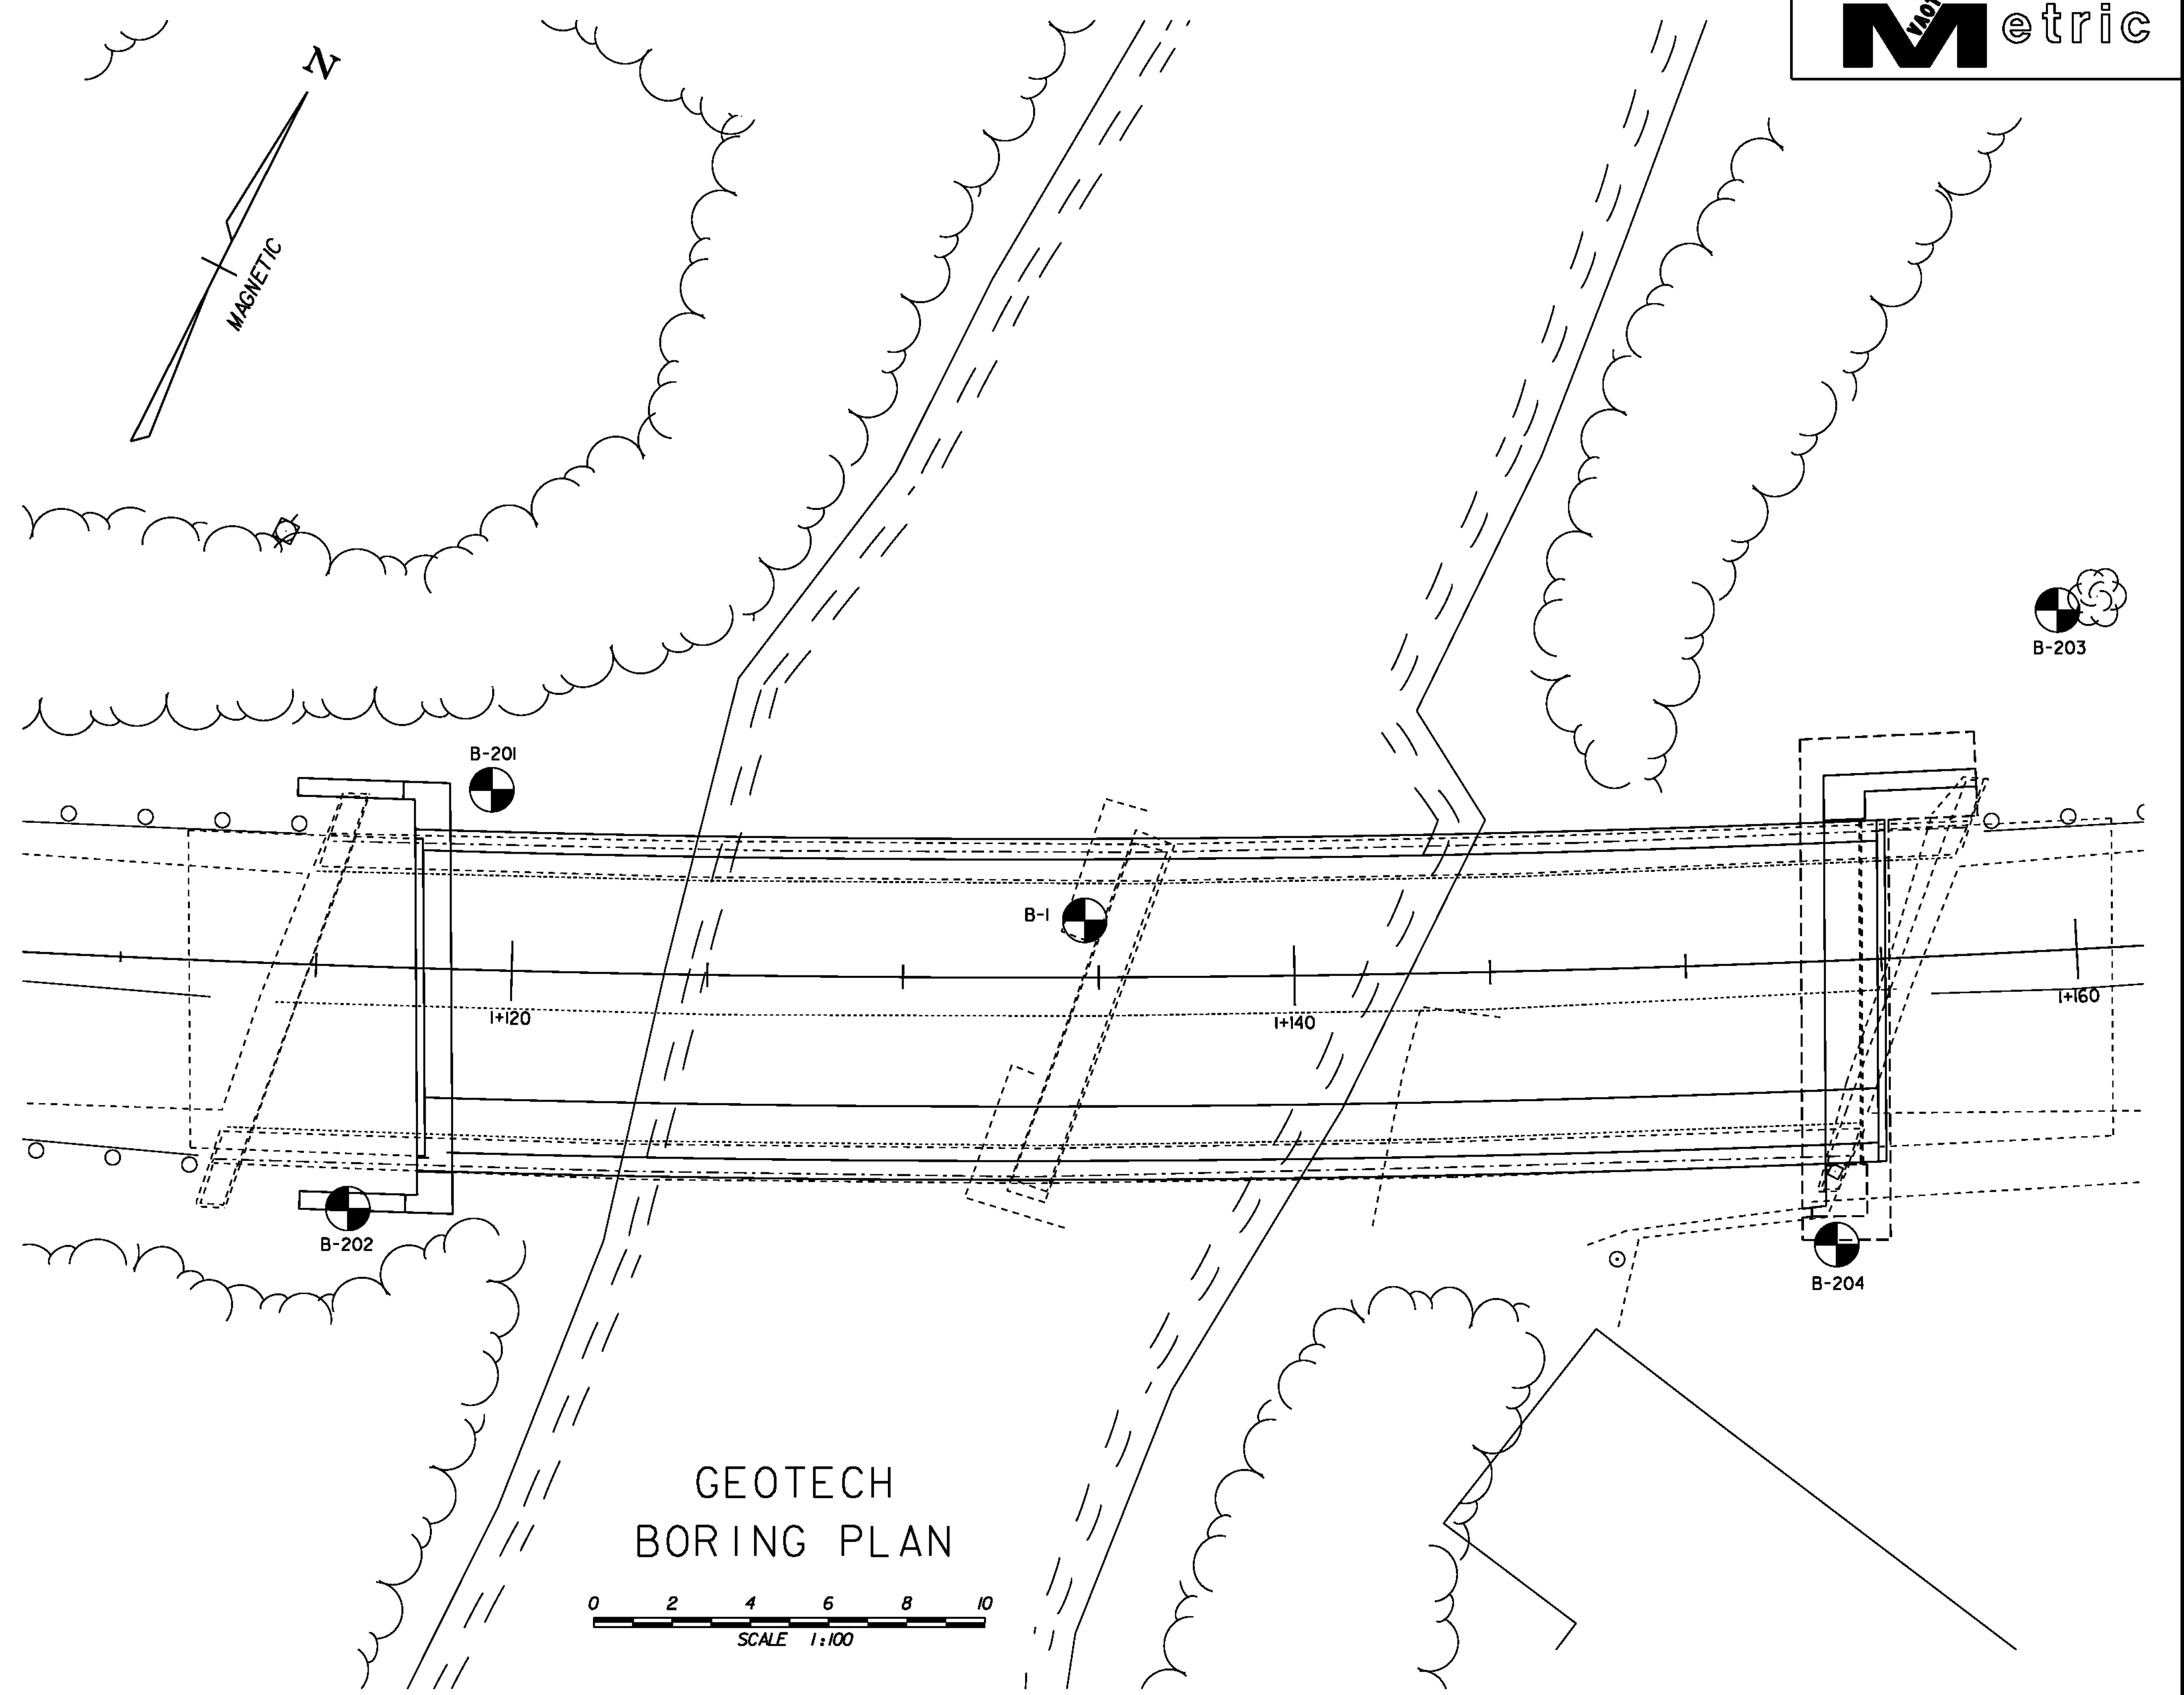 VAOT
Metric
N
MAGNETIC
B-203
B-201
B-1
1+120
1+140
1+160
B-202
B-204
GEOTECH
BORING PLAN
0 2 4 6 8 10
SCALE 1:100